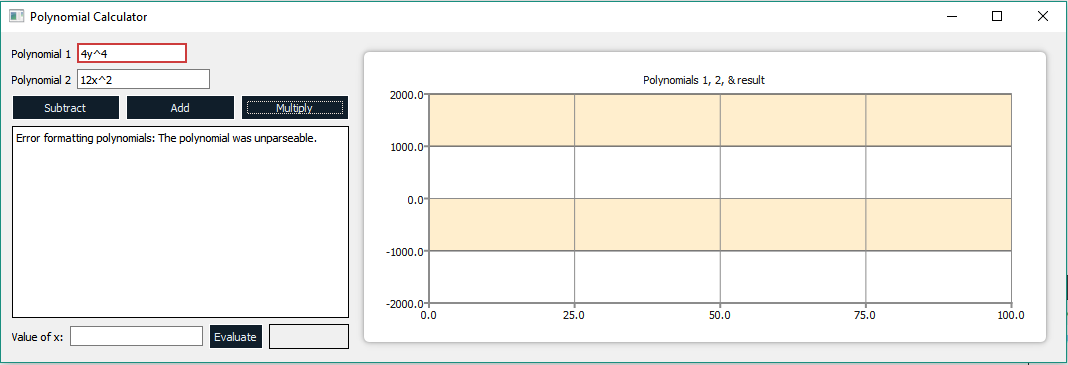 Polynomial Calculator
Polynomial 1 4y^4
Polynomial 2 12x^2
Subtract Add Multiply
Error formatting polynomials: The polynomial was unparseable.
Value of x: Evaluate
Polynomials 1, 2, & result
2000.0
1000.0
0.0
-1000.0
-2000.0
0.0 25.0 50.0 75.0 100.0